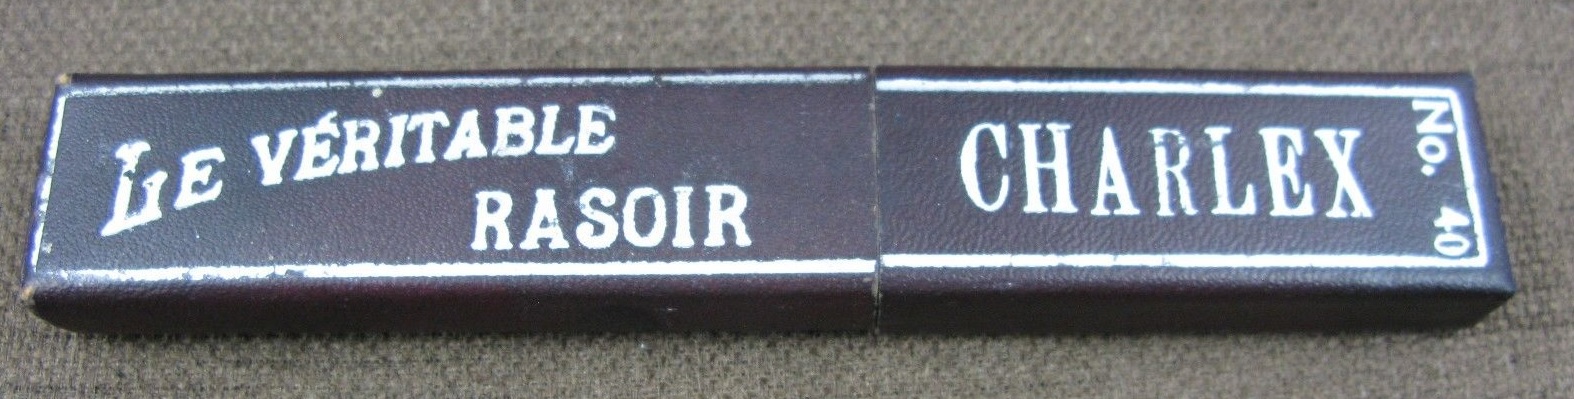 LE VÉRITABLE
RASOIR
CHARLEX
No. 40